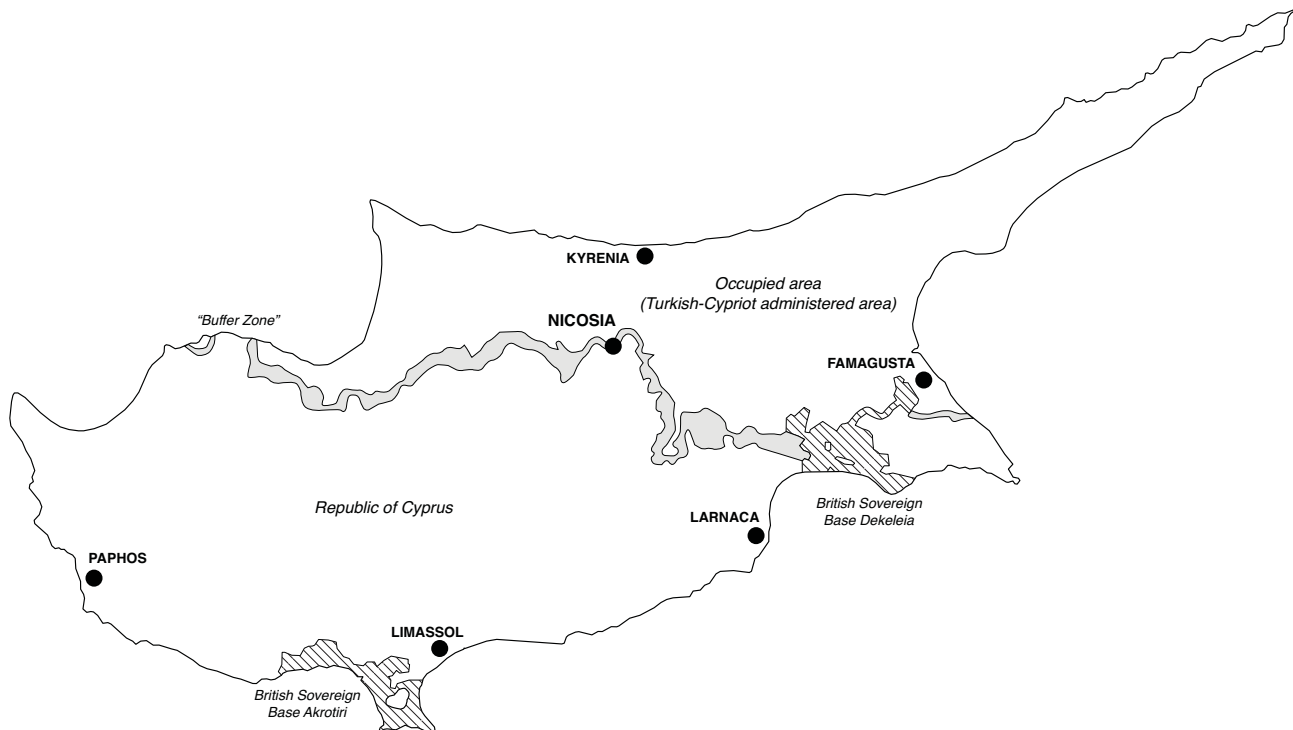 KYRENIA
Occupied area
(Turkish-Cypriot administered area)
“Buffer Zone”
NICOSIA
FAMAGUSTA
Republic of Cyprus
British Sovereign
Base Dekeleia
LARNACA
PAPHOS
LIMASSOL
British Sovereign
Base Akrotiri